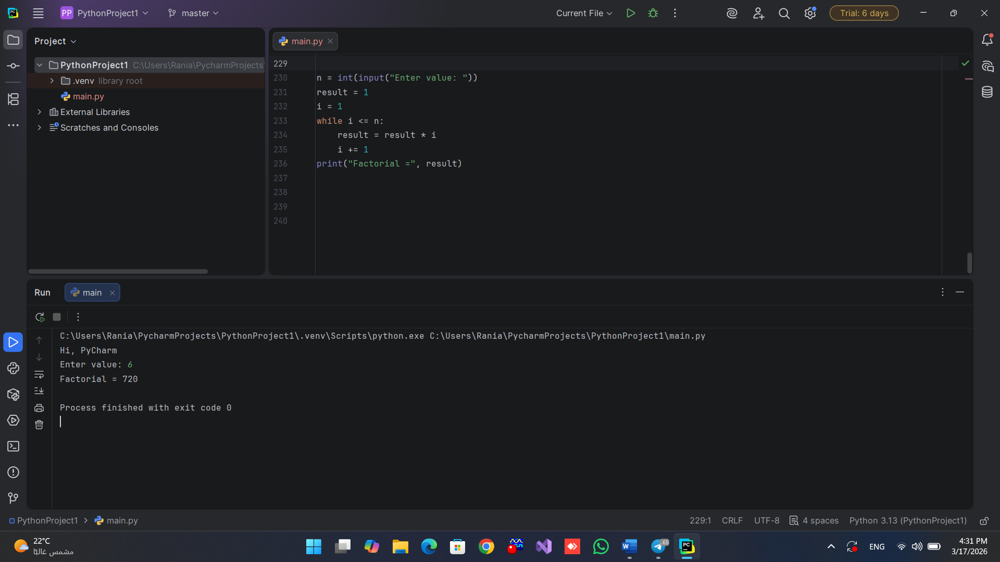 PP PythonProject1 master Current File Trial: 6 days
Project
PythonProject1 C:\Users\Rania\PycharmProjects\
.venv library root
main.py
External Libraries
Scratches and Consoles
main.py
229
230 n = int(input("Enter value: "))
231 result = 1
232 i = 1
233 while i <= n:
234     result = result * i
235     i += 1
236 print("Factorial =", result)
237
238
239
240
Run main
C:\Users\Rania\PycharmProjects\PythonProject1\.venv\Scripts\python.exe C:\Users\Rania\PycharmProjects\PythonProject1\main.py
Hi, PyCharm
Enter value: 6
Factorial = 720
Process finished with exit code 0
PythonProject1 > main.py 229:1 CRLF UTF-8 4 spaces Python 3.13 (PythonProject1)
22°C
مشمس غالبًا
PC
W
.65
PC
ENG
4:31 PM
3/17/2026